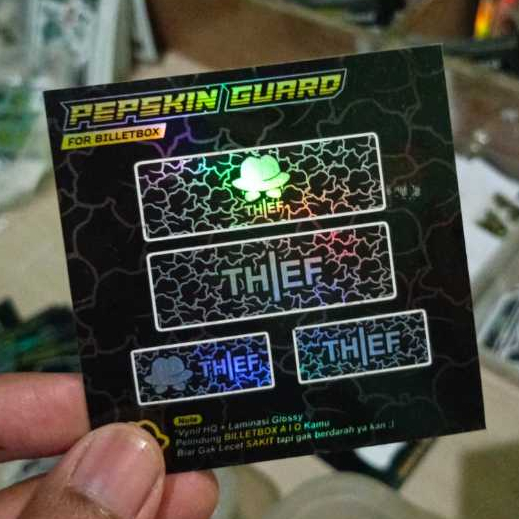 PEPSKIN GUARD
FOR BILLETBOX
THIEF
THIEF
THIEF
THIEF
Note
*Vynil HQ + Laminasi Glossy
Pelindung BILLETBOX A I O Kamu
Biar Gak Lecet SAKIT tapi gak berdarah ya kan :)